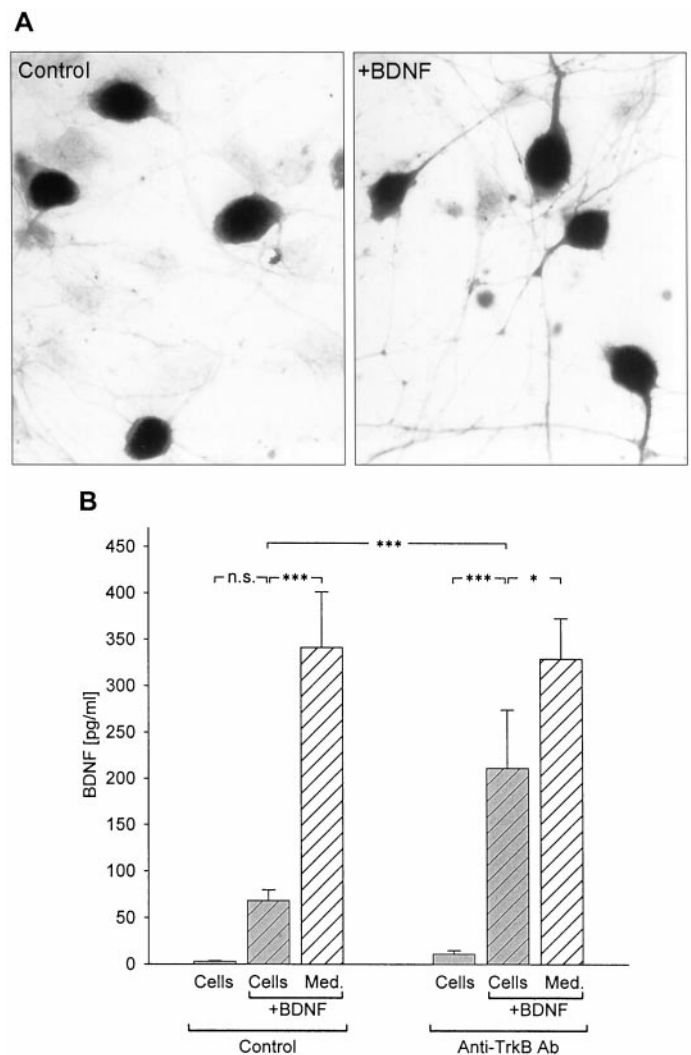 A
Control
+BDNF
B
BDNF [pg/ml]
450
400
350
300
250
200
150
100
50
0
***
n.s. ***
*** *
Cells Cells Med. Cells Cells Med.
+BDNF +BDNF
Control Anti-TrkB Ab